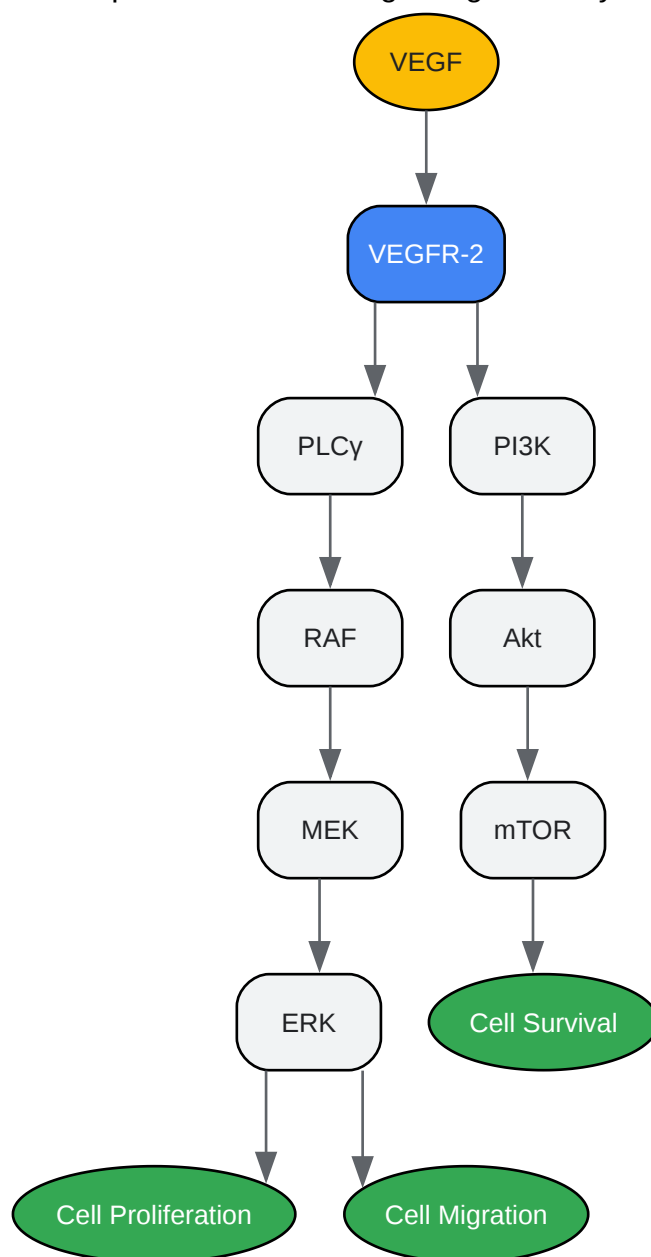 VEGF
VEGFR-2
PLCγ PI3K
RAF Akt
MEK mTOR
ERK Cell Survival
Cell Proliferation Cell Migration